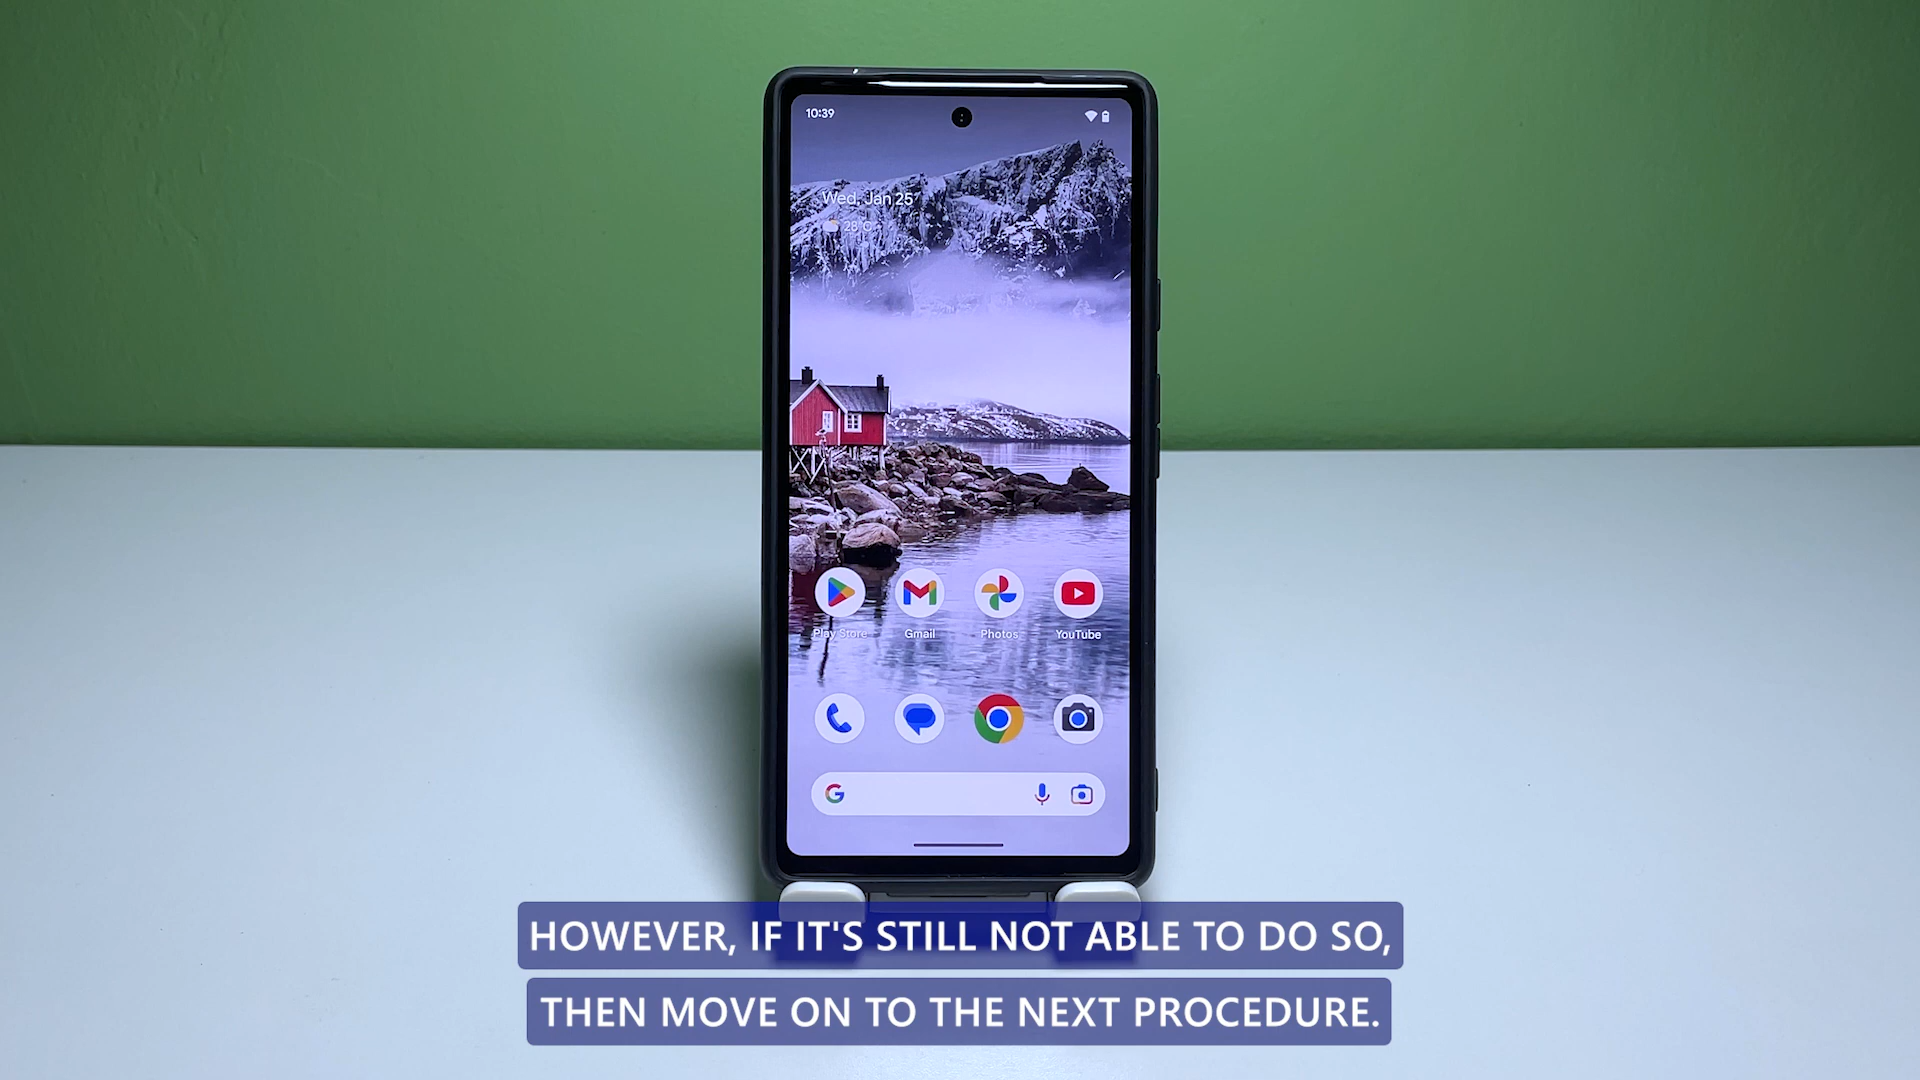 10:39
Wed, Jan 25
28°C
Play Store
Gmail
Photos
YouTube
G
HOWEVER, IF IT'S STILL NOT ABLE TO DO SO,
THEN MOVE ON TO THE NEXT PROCEDURE.